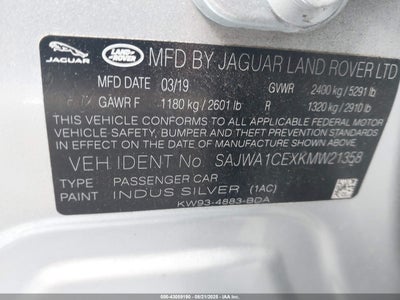 JAGUAR
LAND ROVER
MFD BY JAGUAR LAND ROVER LTD
MFD DATE 03/19 GVWR 2400 kg / 5291 lb
GAWR F 1180 kg / 2601 lb R 1320 kg / 2910 lb
THIS VEHICLE CONFORMS TO ALL APPLICABLE FEDERAL MOTOR
VEHICLE-SAFETY, BUMPER AND THEFT PREVENTION STANDARDS
IN EFFECT ON THE DATE OF MANUFACTURE SHOWN ABOVE
VEH IDENT No SAJWA1CEXKMW21358
TYPE PASSENGER CAR
PAINT INDUS SILVER (1AC)
KW93-4883-BDA